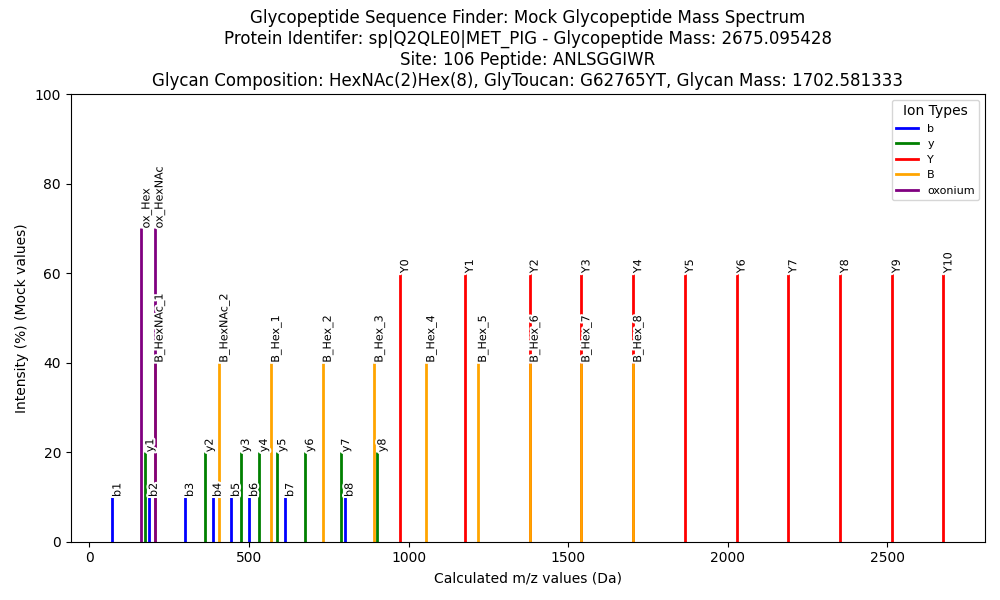 Glycopeptide Sequence Finder: Mock Glycopeptide Mass Spectrum
Protein Identifer: sp|Q2QLE0|MET_PIG - Glycopeptide Mass: 2675.095428
Site: 106 Peptide: ANLSGGIWR
Glycan Composition: HexNAc(2)Hex(8), GlyToucan: G62765YT, Glycan Mass: 1702.581333
Intensity (%) (Mock values)
100
80
60
40
20
0
Ion Types
b
y
Y
B
oxonium
ox_Hex
ox_HexNAc
Y0
Y1
Y2
Y3
Y4
Y5
Y6
Y7
Y8
Y9
Y10
B_HexNAc_1
B_HexNAc_2
B_Hex_1
B_Hex_2
B_Hex_3
B_Hex_4
B_Hex_5
B_Hex_6
B_Hex_7
B_Hex_8
y1
y2
y3
y4
y5
y6
y7
y8
b1
b2
b3
b4
b5
b6
b7
b8
0
500
1000
1500
2000
2500
Calculated m/z values (Da)